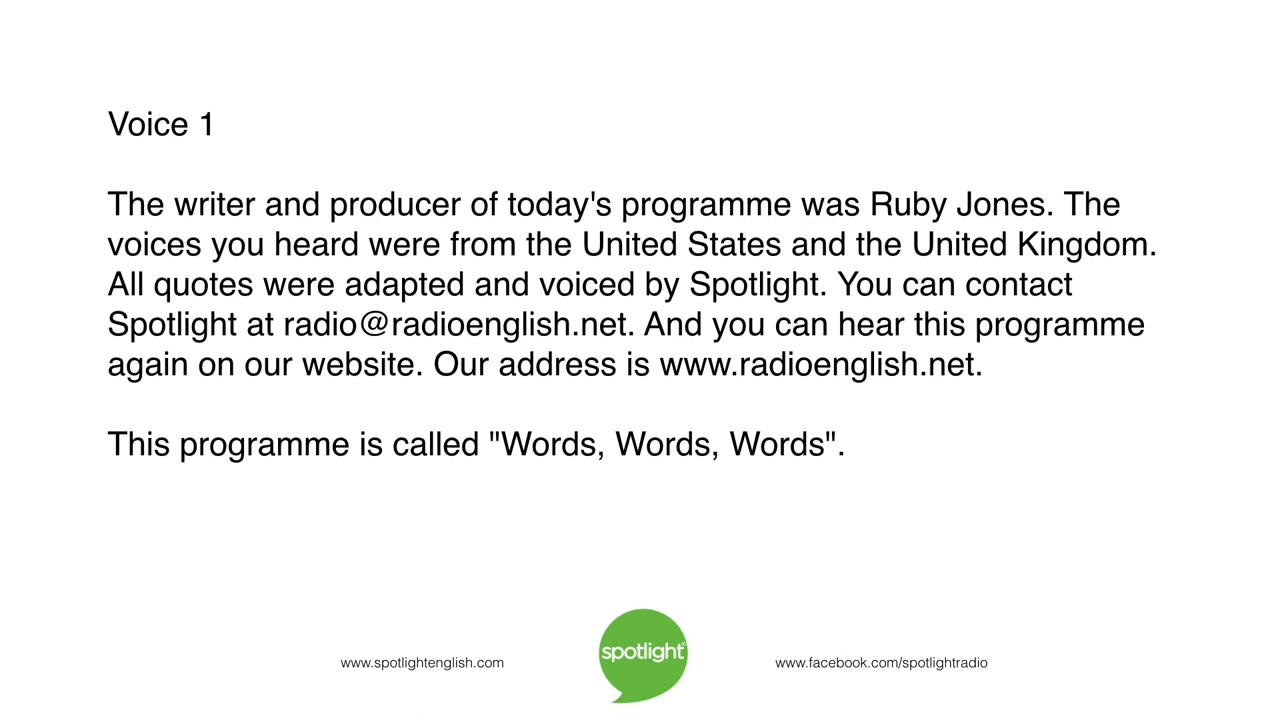 Voice 1
The writer and producer of today's programme was Ruby Jones. The
voices you heard were from the United States and the United Kingdom.
All quotes were adapted and voiced by Spotlight. You can contact
Spotlight at radio@radioenglish.net. And you can hear this programme
again on our website. Our address is www.radioenglish.net.
This programme is called "Words, Words, Words".
www.spotlightenglish.com
spotlight®
www.facebook.com/spotlightradio